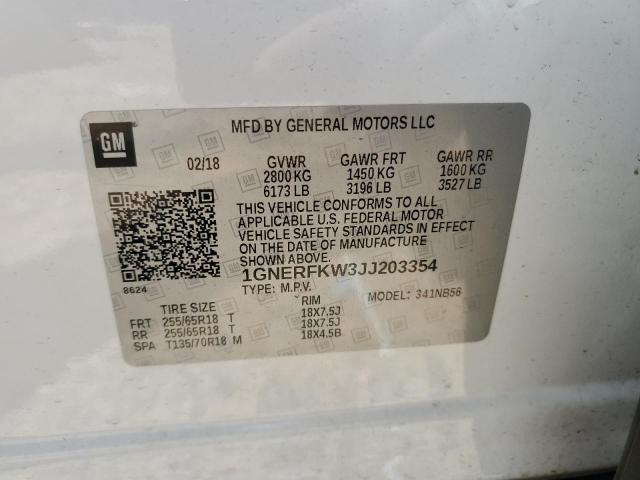 GM
MFD BY GENERAL MOTORS LLC
02/18 GVWR GAWR FRT GAWR RR
2800 KG 1450 KG 1600 KG
6173 LB 3196 LB 3527 LB
THIS VEHICLE CONFORMS TO ALL
APPLICABLE U.S. FEDERAL MOTOR
VEHICLE SAFETY STANDARDS IN EFFECT
ON THE DATE OF MANUFACTURE
SHOWN ABOVE.
1GNERFKW3JJ203354
8624
TYPE: M.P.V. MODEL: 341NB56
TIRE SIZE RIM
FRT 255/65R18 T 18X7.5J
RR 255/65R18 T 18X7.5J
SPA T135/70R18 M 18X4.5B